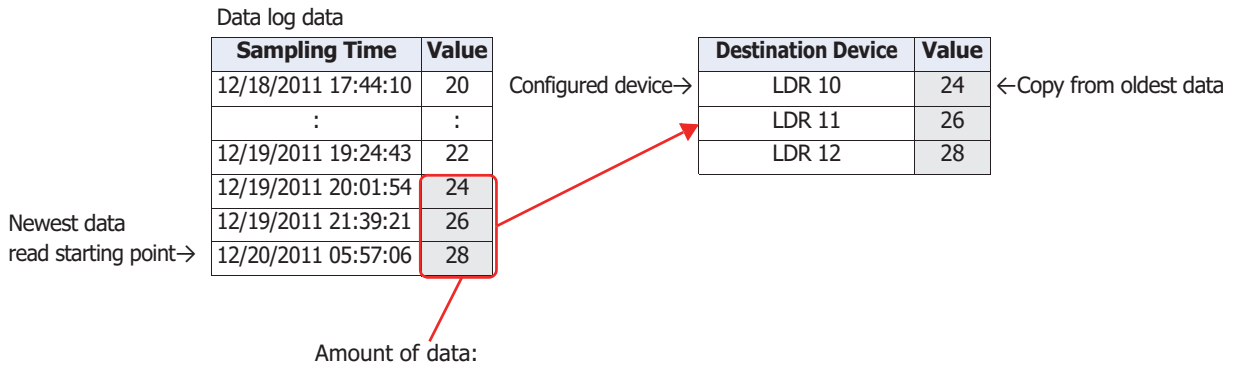 Data log data
Sampling Time Value
12/18/2011 17:44:10 20
: :
12/19/2011 19:24:43 22
12/19/2011 20:01:54 24
12/19/2011 21:39:21 26
12/20/2011 05:57:06 28
Newest data
read starting point→
Amount of data:
Destination Device Value
Configured device→ LDR 10 24 ←Copy from oldest data
LDR 11 26
LDR 12 28